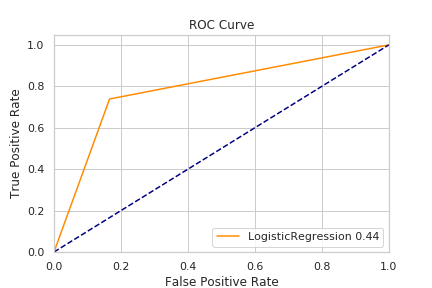 ROC Curve
1.0
0.8
0.6
0.4
0.2
0.0
True Positive Rate
LogisticRegression 0.44
0.0 0.2 0.4 0.6 0.8 1.0
False Positive Rate